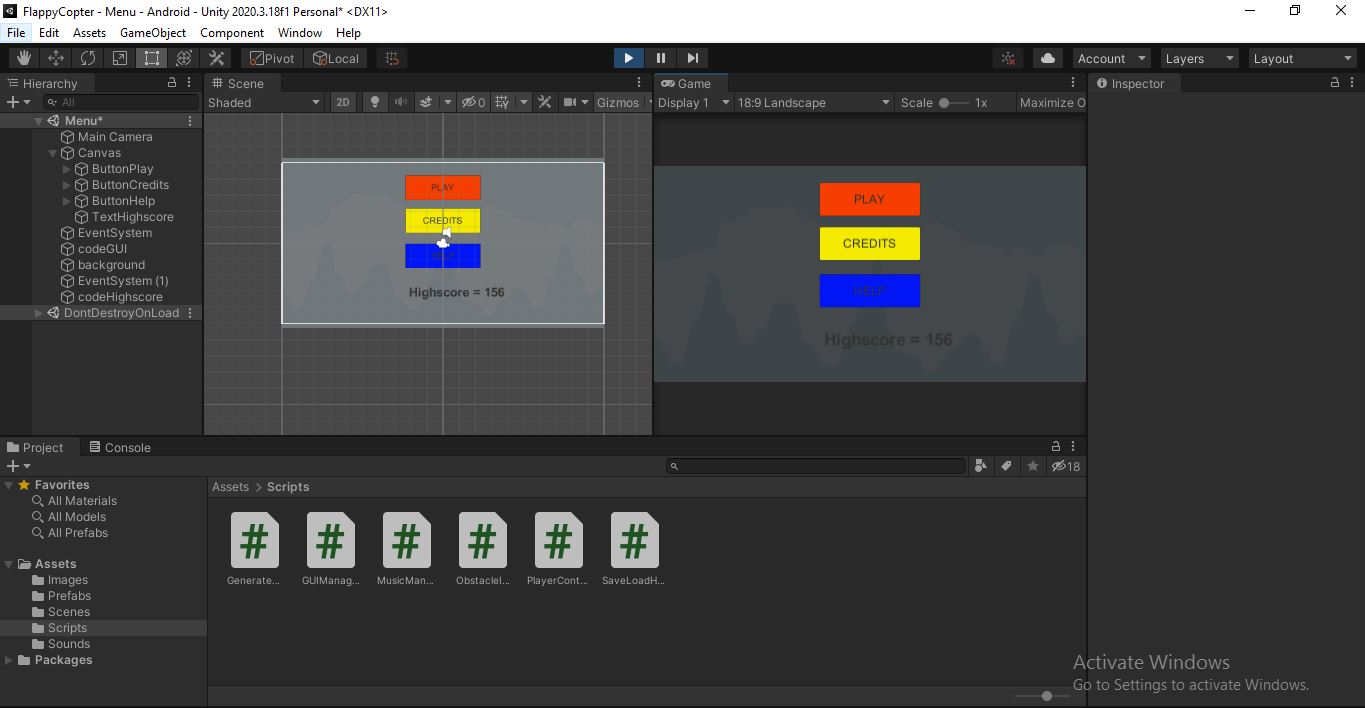 FlappyCopter - Menu - Android - Unity 2020.3.18f1 Personal* <DX11>
File Edit Assets GameObject Component Window Help
Pivot Local Account Layers Layout
Hierarchy
All
Menu*
Main Camera
Canvas
ButtonPlay
ButtonCredits
ButtonHelp
TextHighscore
EventSystem
codeGUI
background
EventSystem (1)
codeHighscore
DontDestroyOnLoad
Scene
Shaded 2D 0 Gizmos
PLAY
CREDITS
HELP
Highscore = 156
Game
Display 1 18:9 Landscape Scale 1x Maximize O
PLAY
CREDITS
HELP
Highscore = 156
Inspector
Project Console
18
Favorites
All Materials
All Models
All Prefabs
Assets
Images
Prefabs
Scenes
Scripts
Sounds
Packages
Assets > Scripts
# # # # # #
Generate... GUIManag... MusicMan... ObstacleI... PlayerCont... SaveLoadH...
Activate Windows
Go to Settings to activate Windows.